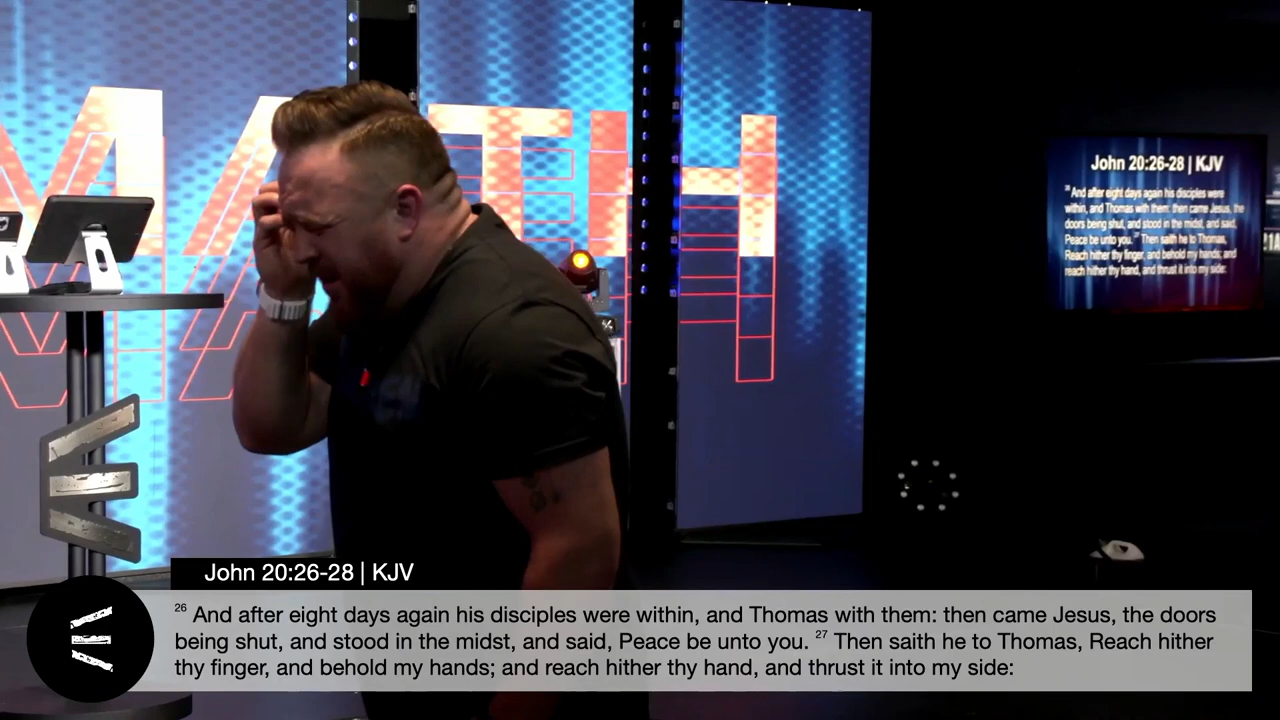 MATH
John 20:26-28 | KJV
26 And after eight days again his disciples were
within, and Thomas with them: then came Jesus, the
doors being shut, and stood in the midst, and said,
Peace be unto you. 27 Then saith he to Thomas,
Reach hither thy finger, and behold my hands; and
reach hither thy hand, and thrust it into my side:
John 20:26-28 | KJV
26 And after eight days again his disciples were within, and Thomas with them: then came Jesus, the doors
being shut, and stood in the midst, and said, Peace be unto you. 27 Then saith he to Thomas, Reach hither
thy finger, and behold my hands; and reach hither thy hand, and thrust it into my side: